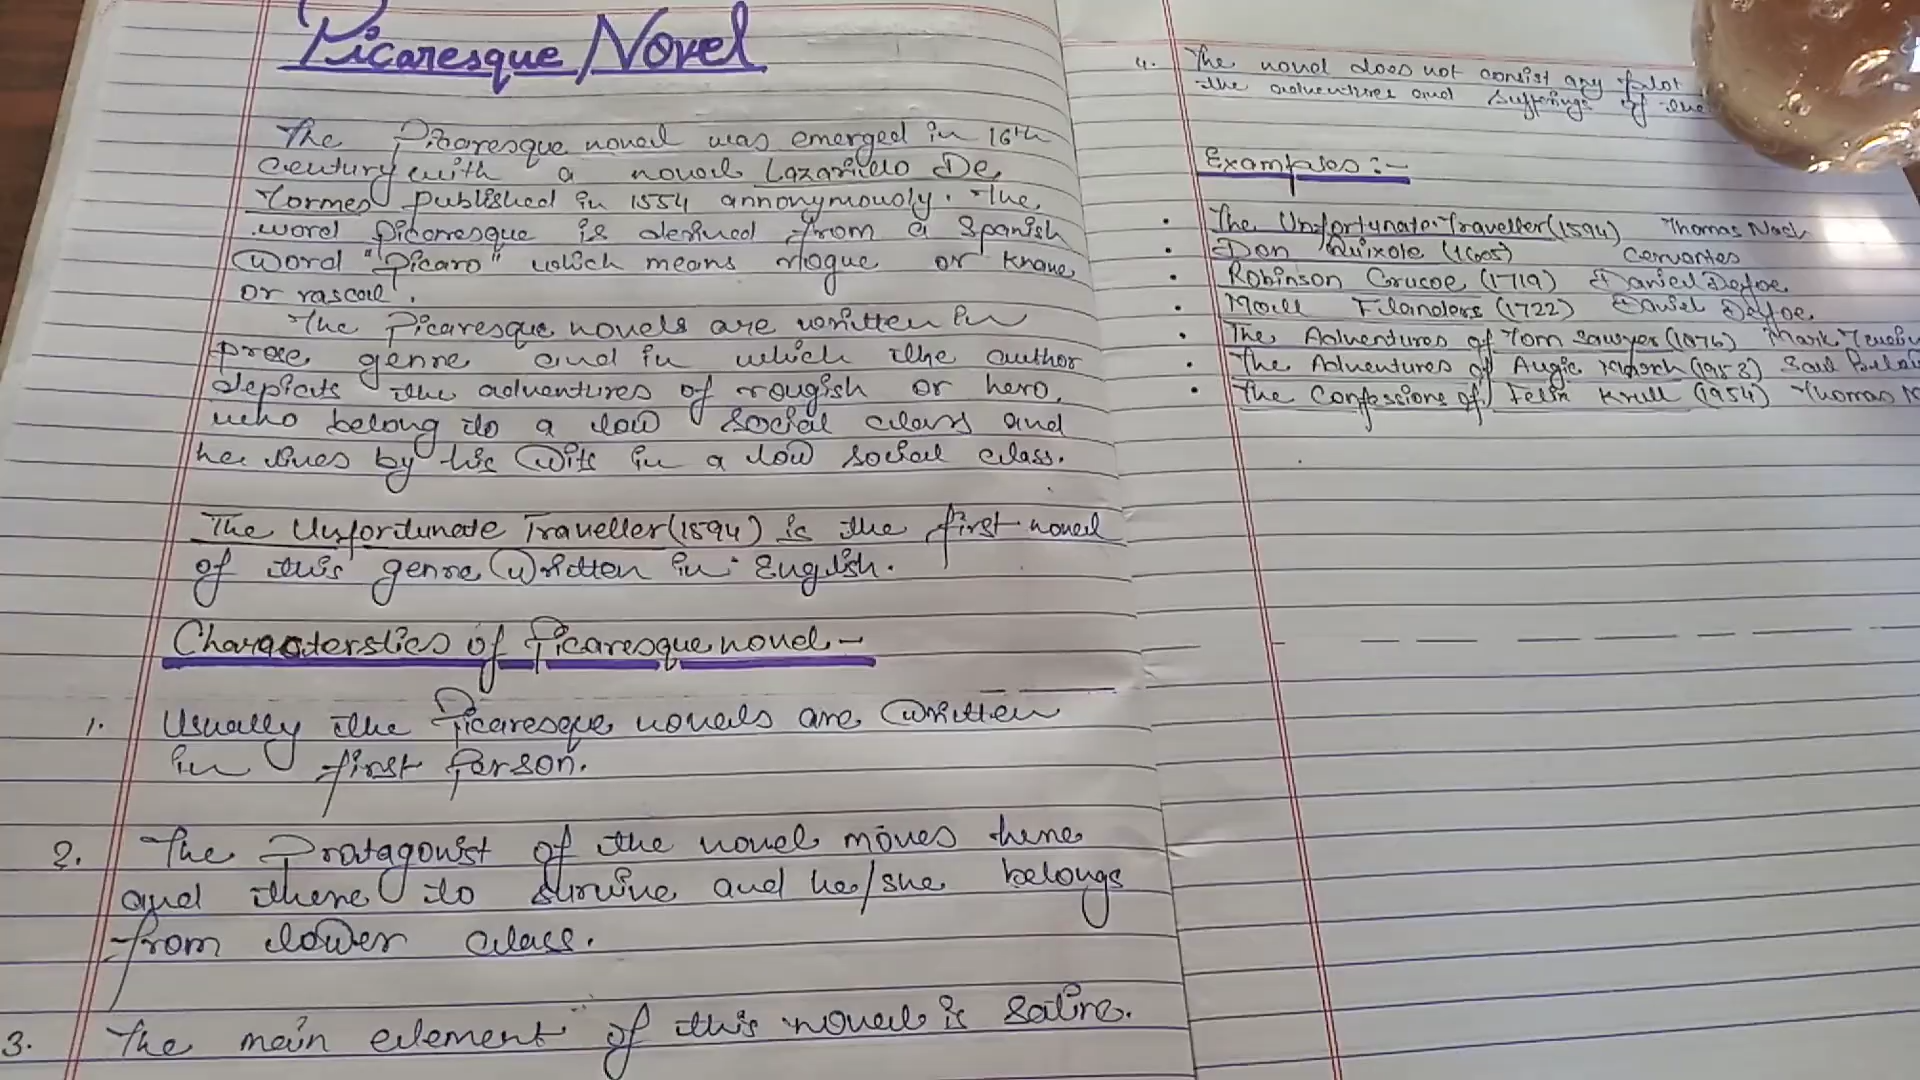 Picaresque Novel
The Picaresque novel was emerged in 16th
century with a novel Lazarillo De
Tormes published in 1554 annonymously. The
word picaresque is derived from a Spanish
word "Picaro" which means rogue or knave
or rascal.
The Picaresque novels are written in
prose genre and in which the author
depicts the adventures of rougish or hero,
who belong to a low social class and
he lives by his wits in a low social class.
The Unfortunate Traveller (1594) is the first novel
of this genre written in English.
Characterstics of Picaresque novel -
1. Usually the Picaresque novels are written
in first person.
2. The Protagonist of the novel moves here
and there to survive and he/she belongs
from lower class.
3. The main element of this novel is satire.
4. The novel does not consist any plot
the adventures and sufferings of the
Examples :-
• The Unfortunate Traveller (1594) Thomas Nash
• Don Quixote (1605) Cervantes
• Robinson Crusoe (1719) Daniel Defoe
• Moll Flanders (1722) Daniel Defoe
• The Adventures of Tom Sawyer (1876) Mark
• The Adventures of Augie March (1953) Saul
• The Confessions of Felix Krull (1954) Thomas